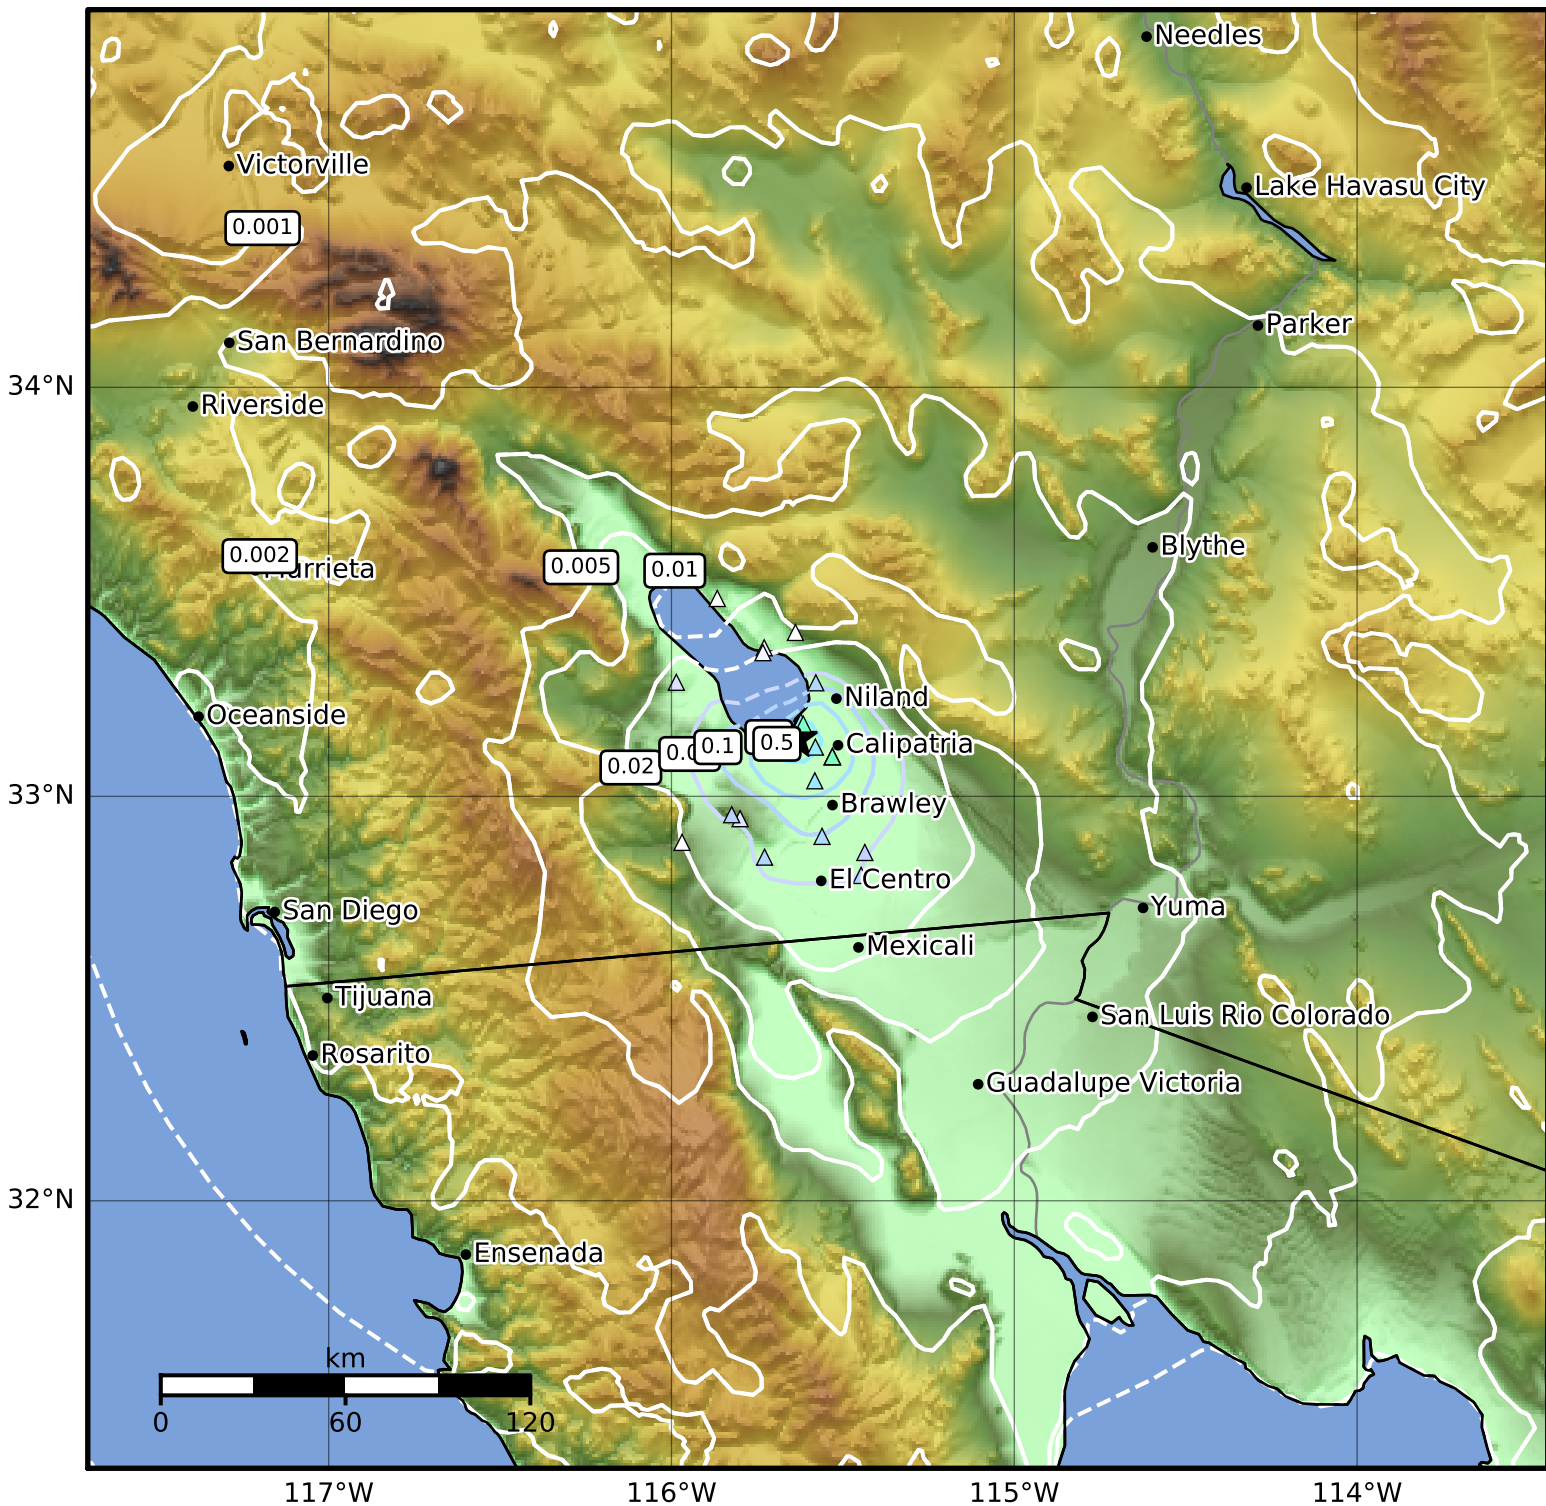 Needles
Victorville
Lake Havasu City
0.001
Parker
San Bernardino
34°N
Riverside
Blythe
0.002
0.005
0.01
Niland
Oceanside
0.5
0.1
Calipatria
0.02
33°N
Brawley
El Centro
San Diego
Yuma
Mexicali
Tijuana
San Luis Rio Colorado
Rosarito
Guadalupe Victoria
32°N
Ensenada
km
0 60 120
117°W 116°W 115°W 114°W